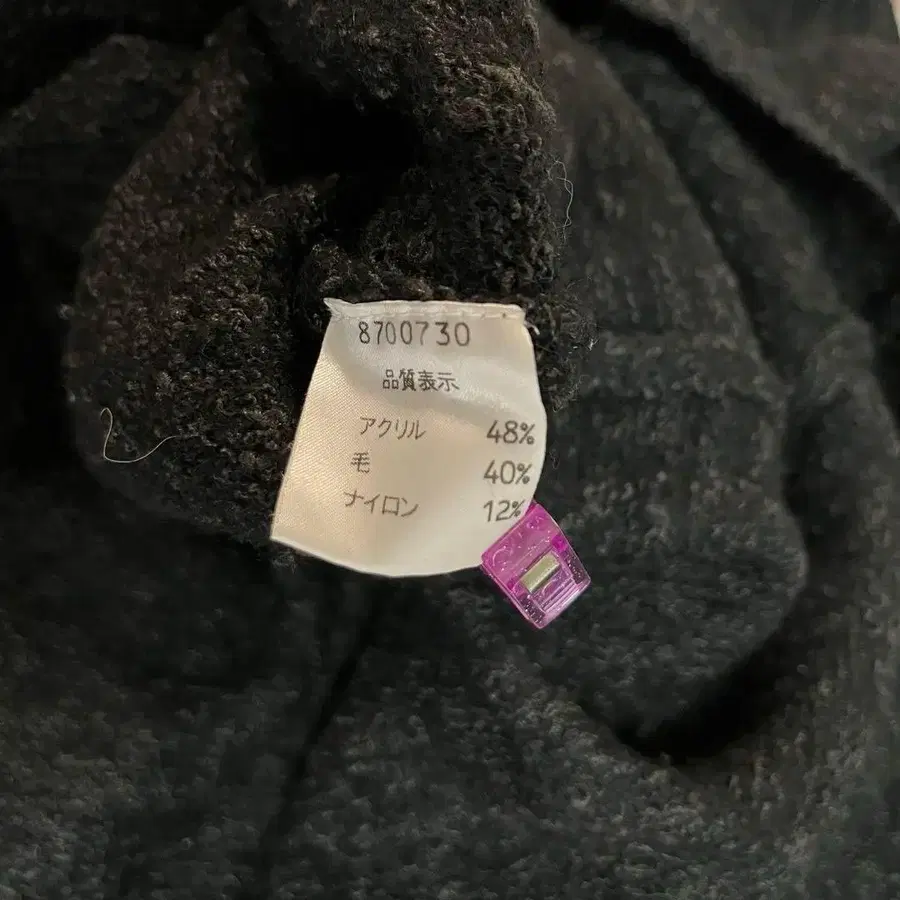 8700730
品質表示
アクリル 48%
毛 40%
ナイロン 12%